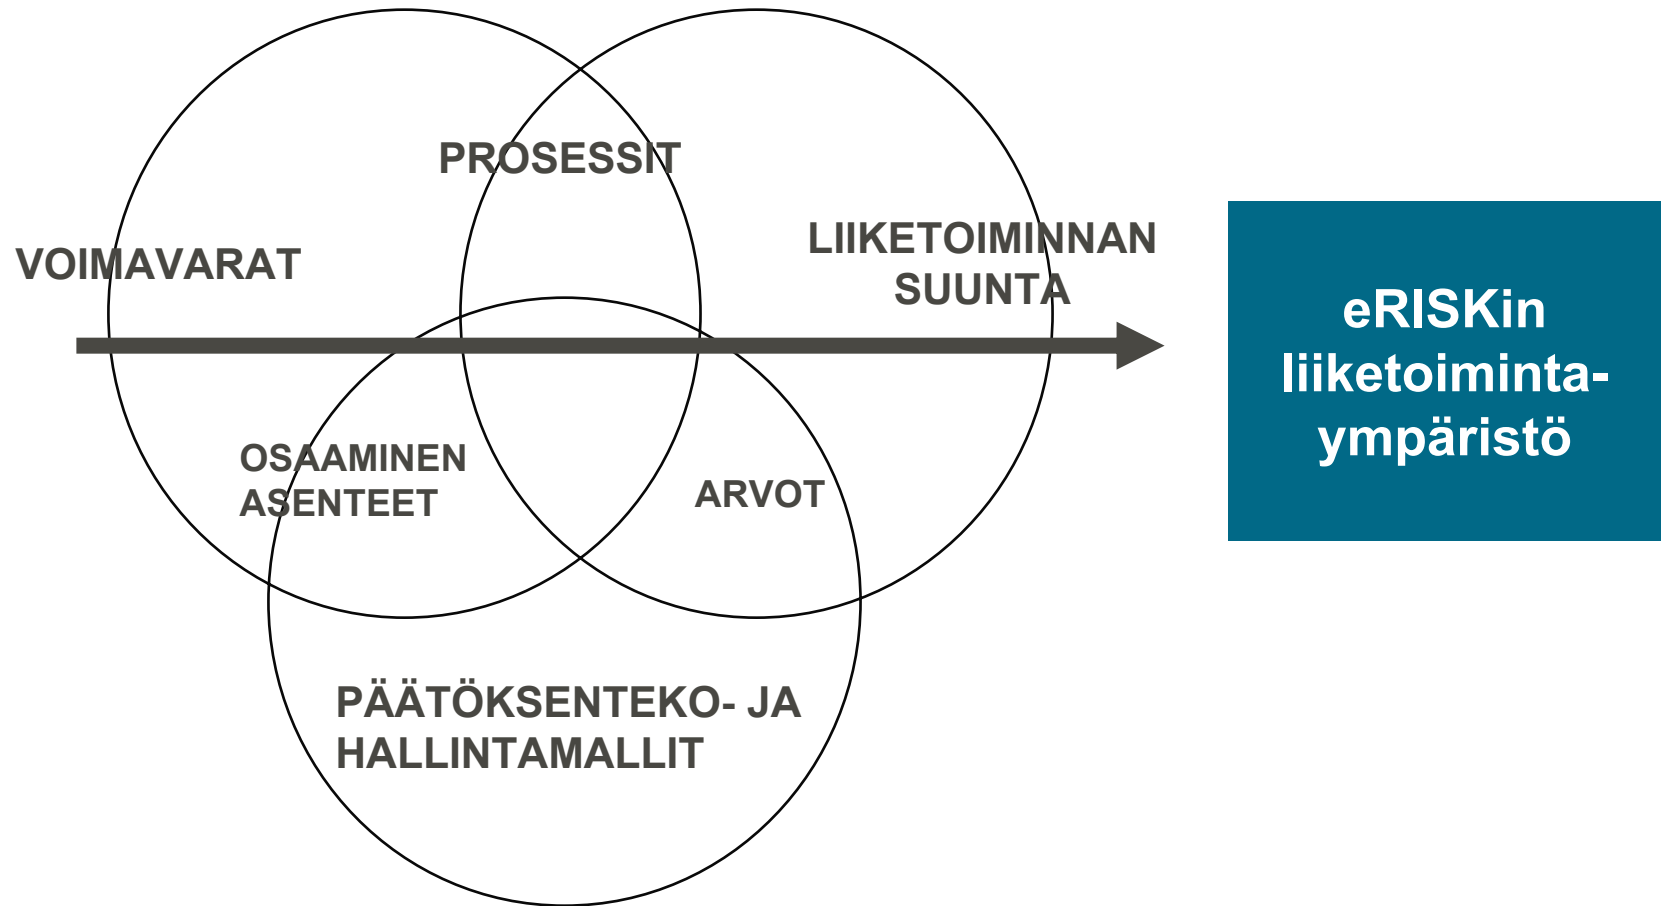 PROSESSIT
VOIMAVARAT
LIIKETOIMINNAN
SUUNTA
OSAAMINEN
ASENTEET
ARVOT
PÄÄTÖKSENTEKO- JA
HALLINTAMALLIT
eRISKin
liiketoiminta-
ympäristö